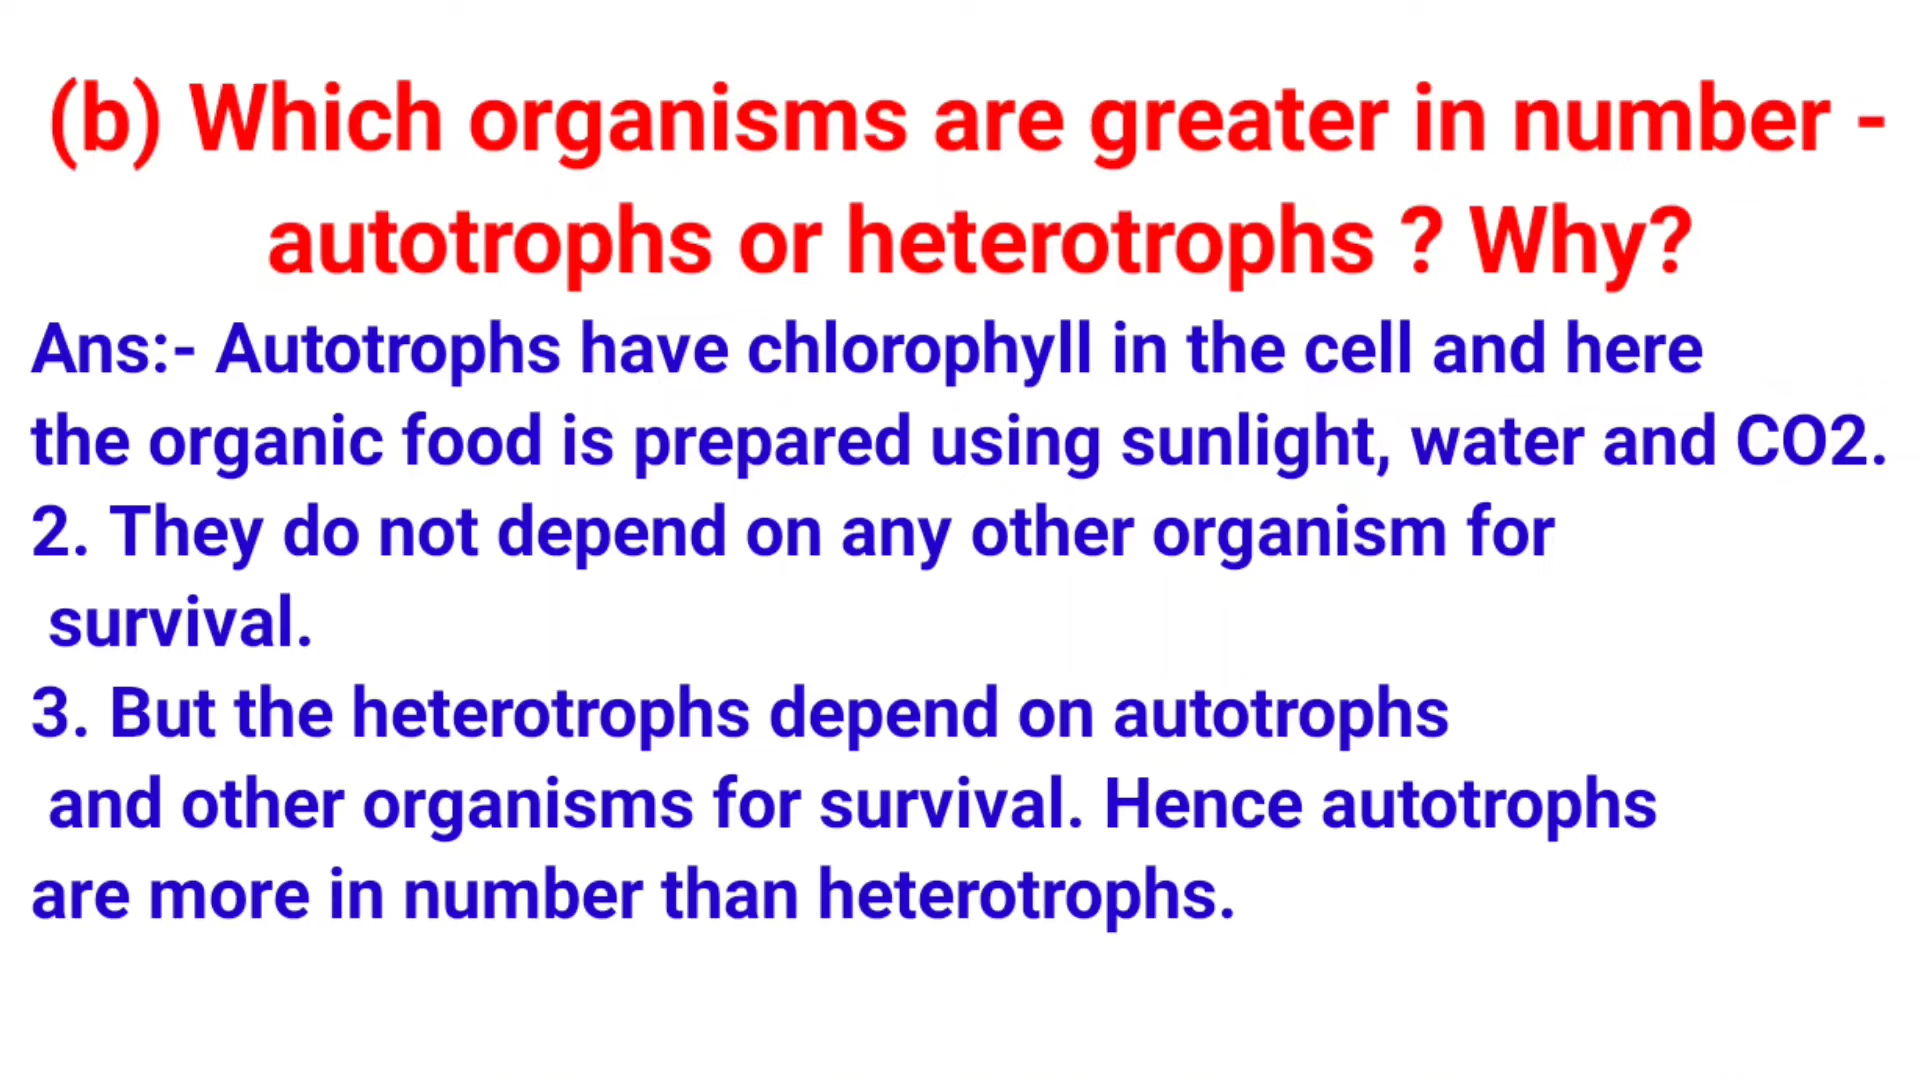 (b) Which organisms are greater in number -
autotrophs or heterotrophs ? Why?
Ans:- Autotrophs have chlorophyll in the cell and here
the organic food is prepared using sunlight, water and CO2.
2. They do not depend on any other organism for
survival.
3. But the heterotrophs depend on autotrophs
and other organisms for survival. Hence autotrophs
are more in number than heterotrophs.